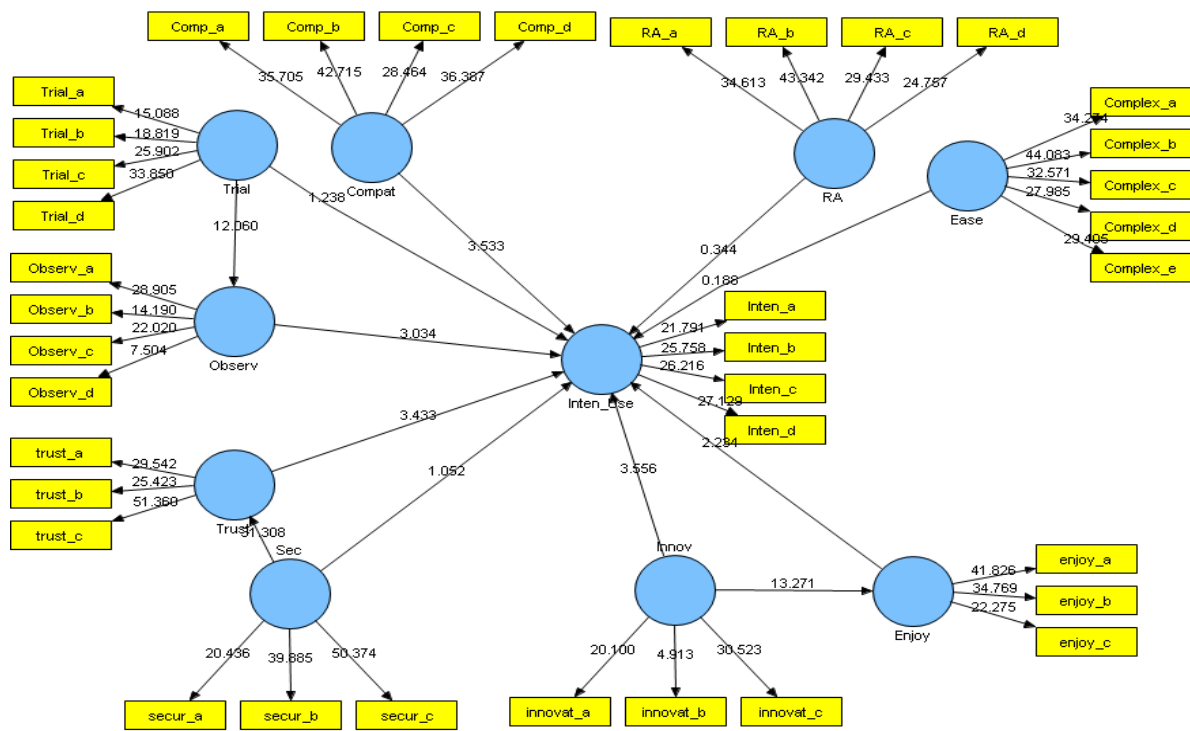 Comp_a
Comp_b
Comp_c
Comp_d
RA_a
RA_b
RA_c
RA_d
35.705
42.715
28.464
36.387
34.613
43.342
29.433
24.757
Trial_a
Trial_b
Trial_c
Trial_d
15.088
18.819
25.902
33.850
Trial
Compat
RA
Ease
Complex_a
Complex_b
Complex_c
Complex_d
Complex_e
34.274
44.083
32.571
27.985
29.405
1.238
12.060
3.533
0.344
0.188
Observ_a
Observ_b
Observ_c
Observ_d
28.905
14.190
22.020
7.504
Observ
3.034
Inten_Use
21.791
25.758
26.216
27.129
Inten_a
Inten_b
Inten_c
Inten_d
trust_a
trust_b
trust_c
29.542
25.423
51.360
Trust
3.433
1.052
3.556
2.284
Sec
Innov
13.271
Enjoy
41.826
34.769
22.275
enjoy_a
enjoy_b
enjoy_c
20.436
39.885
50.374
20.100
4.913
30.523
secur_a
secur_b
secur_c
innovat_a
innovat_b
innovat_c